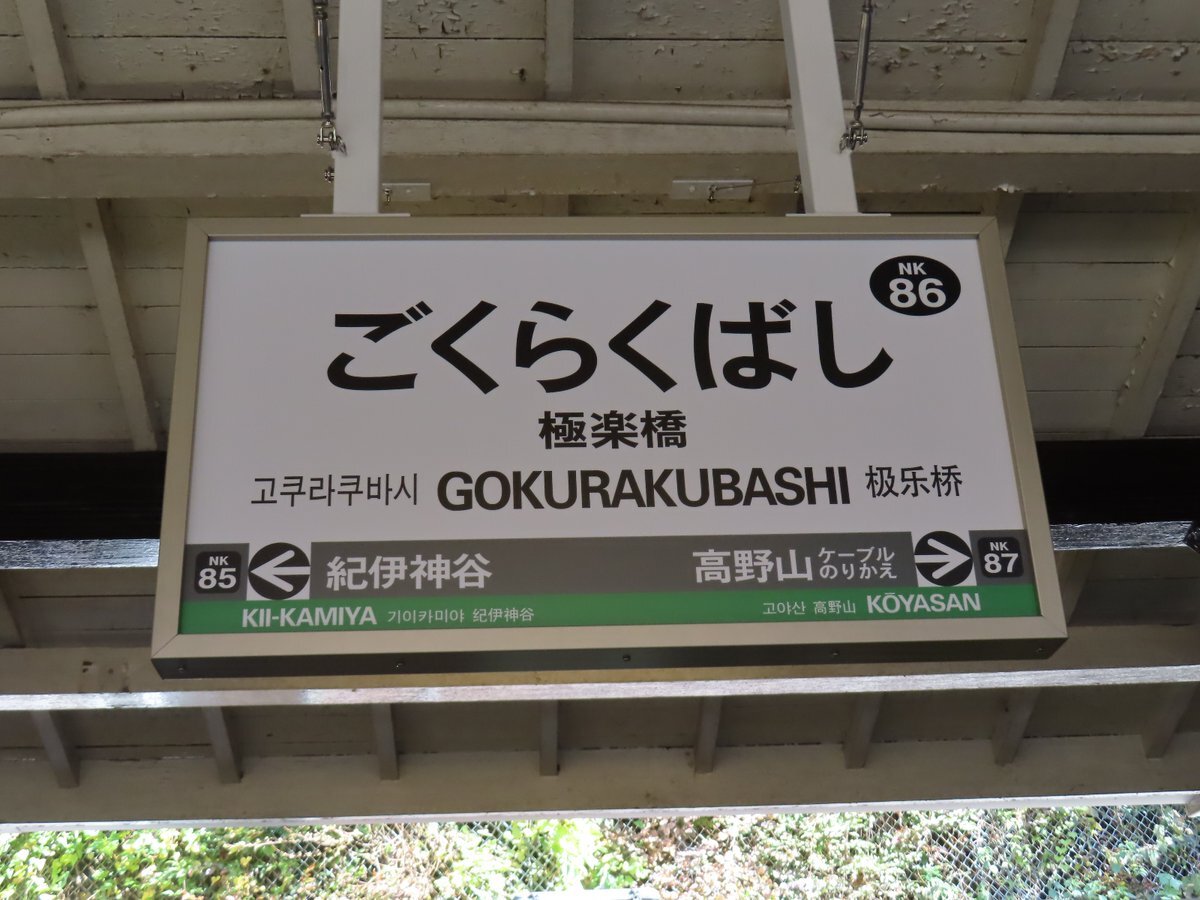 NK
86
ごくらくばし
極楽橋
고쿠라쿠바시 GOKURAKUBASHI 极乐桥
NK
85
紀伊神谷
高野山 ケーブル
のりかえ
NK
87
KII-KAMIYA 기이카미야 纪伊神谷
고야산 高野山 KŌYASAN